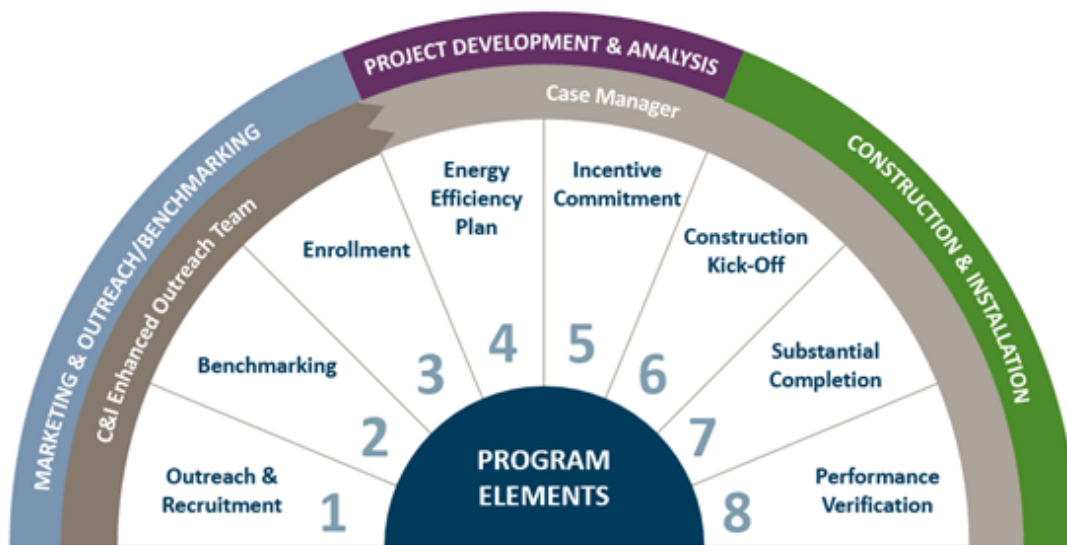 PROJECT DEVELOPMENT & ANALYSIS
MARKETING & OUTREACH/BENCHMARKING
CONSTRUCTION & INSTALLATION
C&I Enhanced Outreach Team
Case Manager
Outreach &
Recruitment
1
Benchmarking
2
Enrollment
3
Energy
Efficiency
Plan
4
Incentive
Commitment
5
Construction
Kick-Off
6
Substantial
Completion
7
Performance
Verification
8
PROGRAM
ELEMENTS